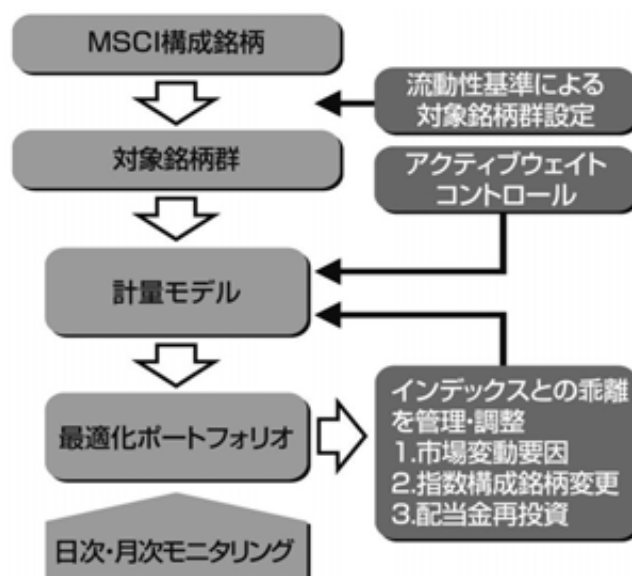 MSCI構成銘柄
流動性基準による
対象銘柄群設定
対象銘柄群
アクティブウェイト
コントロール
計量モデル
最適化ポートフォリオ
インデックスとの乖離
を管理・調整
1.市場変動要因
2.指数構成銘柄変更
3.配当金再投資
日次・月次モニタリング